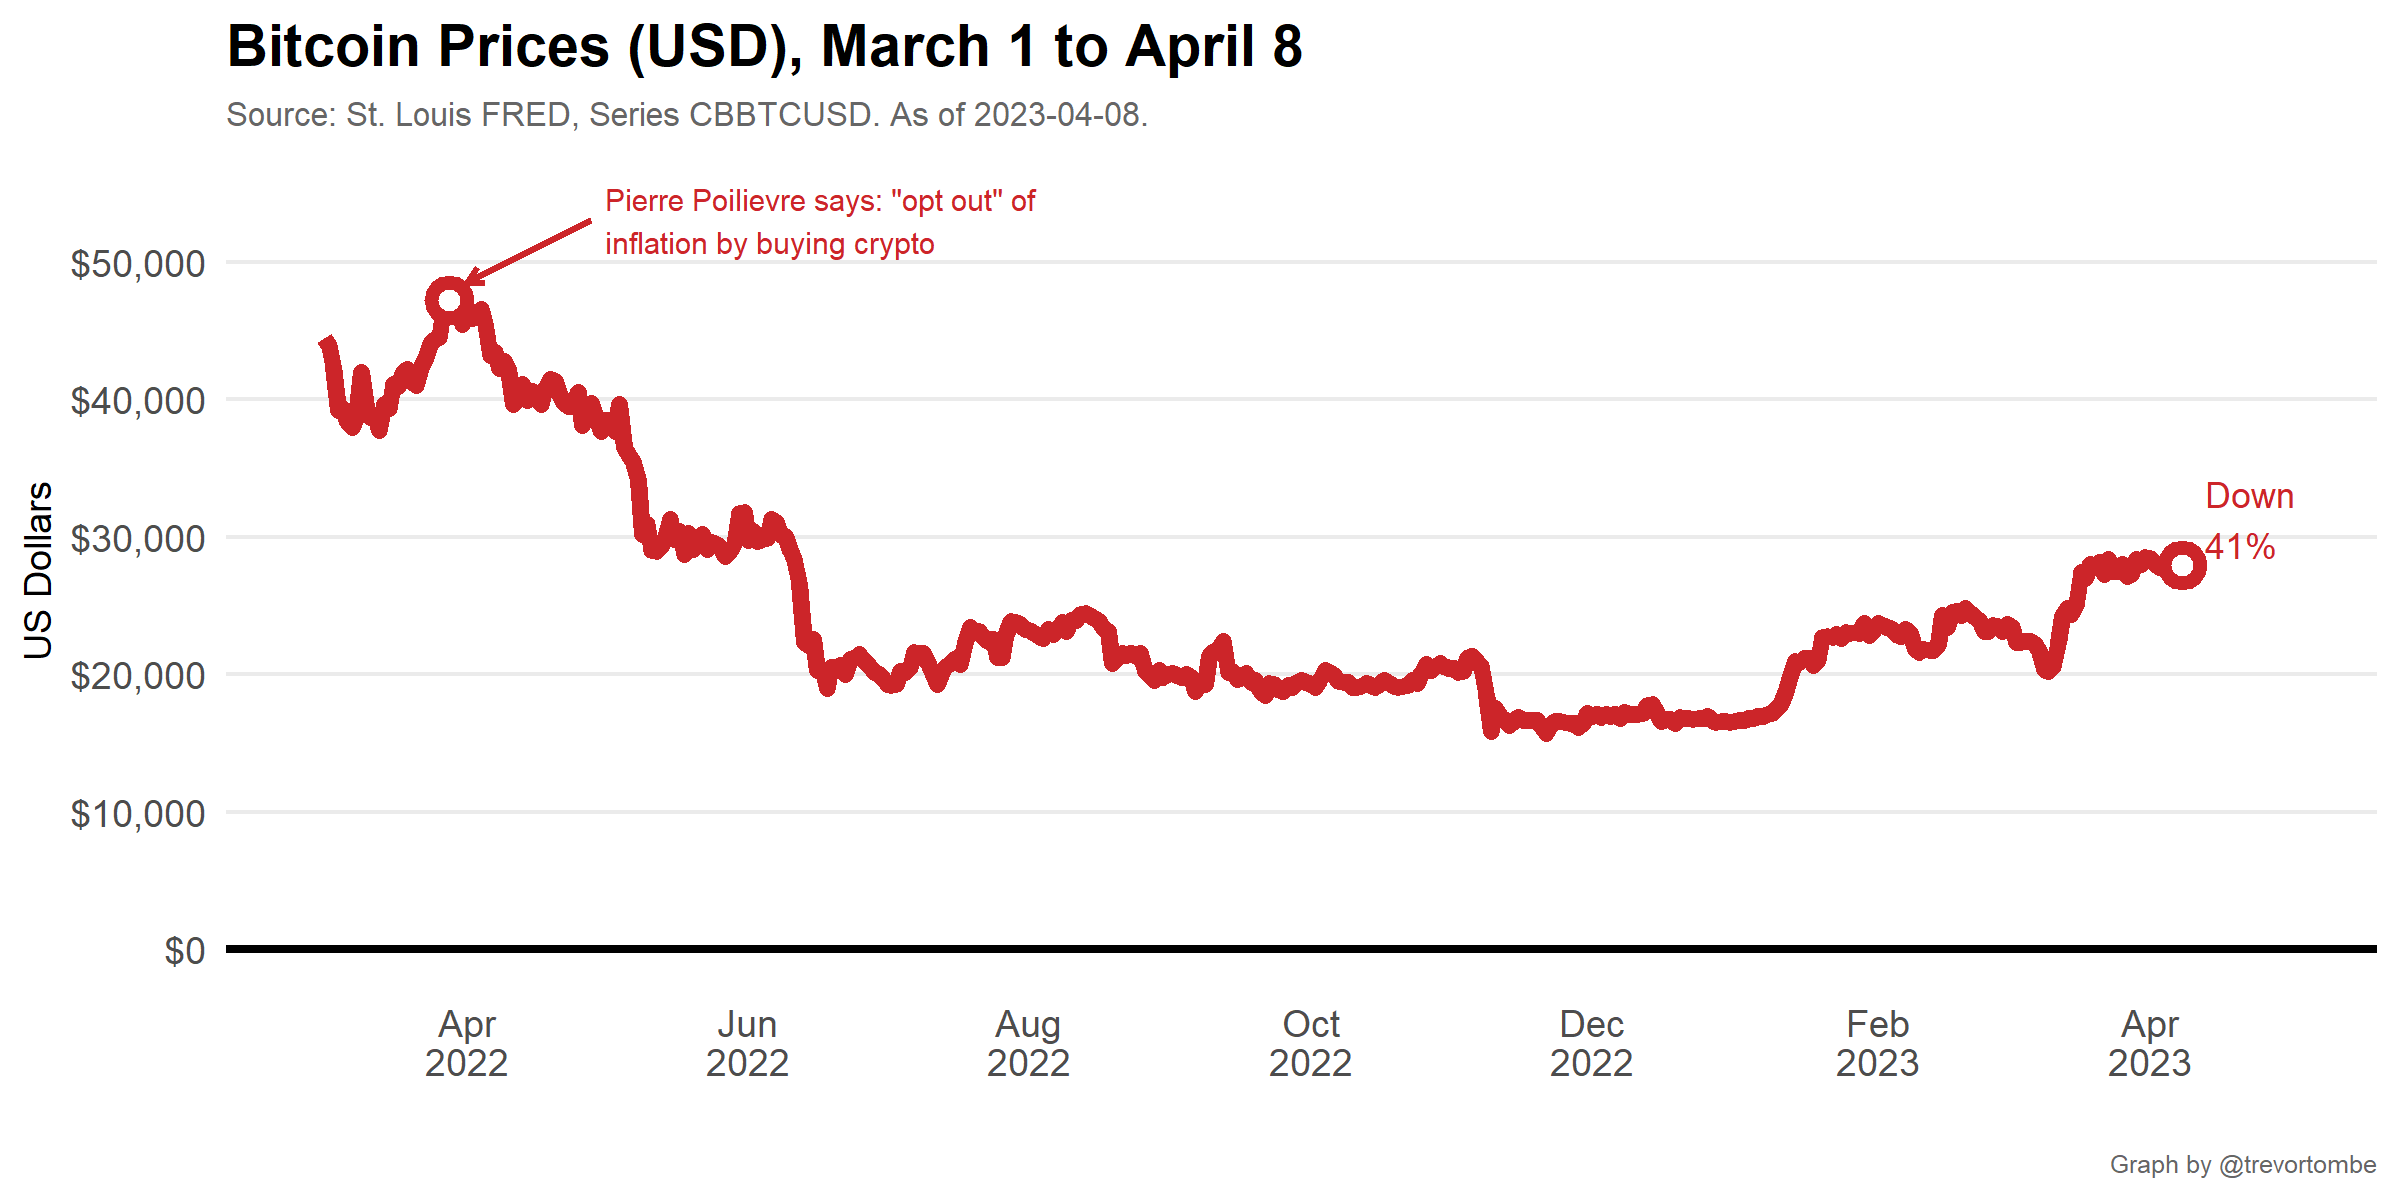 Bitcoin Prices (USD), March 1 to April 8
Source: St. Louis FRED, Series CBBTCUSD. As of 2023-04-08.
Pierre Poilievre says: "opt out" of
inflation by buying crypto
US Dollars
$50,000
$40,000
$30,000
$20,000
$10,000
$0
Down
41%
Apr
2022
Jun
2022
Aug
2022
Oct
2022
Dec
2022
Feb
2023
Apr
2023
Graph by @trevortombe